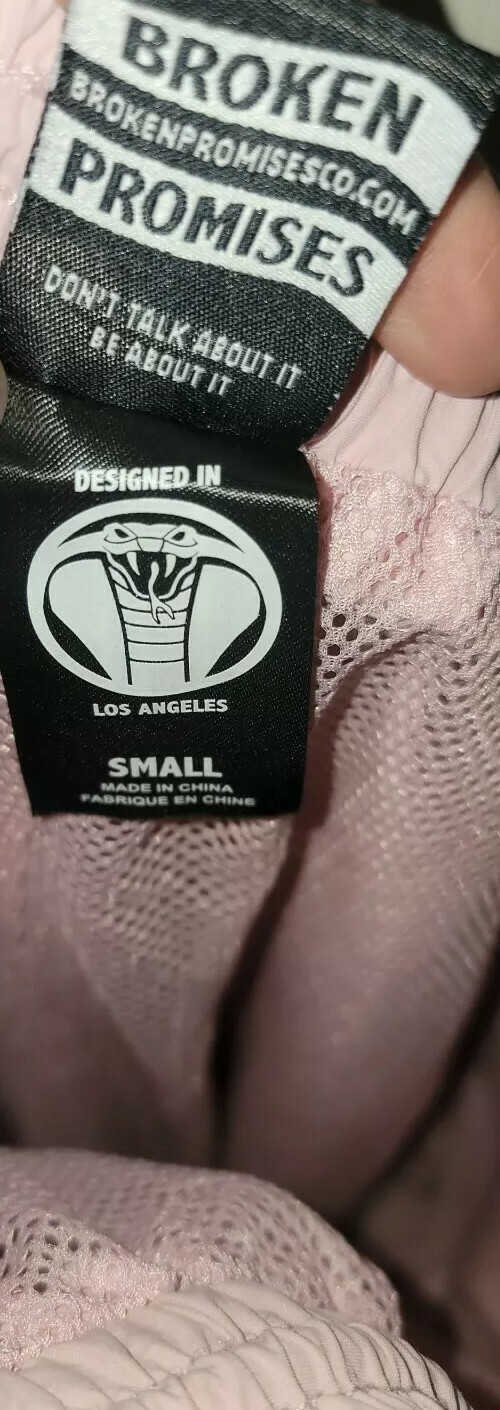 BROKEN
BROKENPROMISESCO.COM
PROMISES
DON'T TALK ABOUT IT
BE ABOUT IT
DESIGNED IN
LOS ANGELES
SMALL
MADE IN CHINA
FABRIQUE EN CHINE